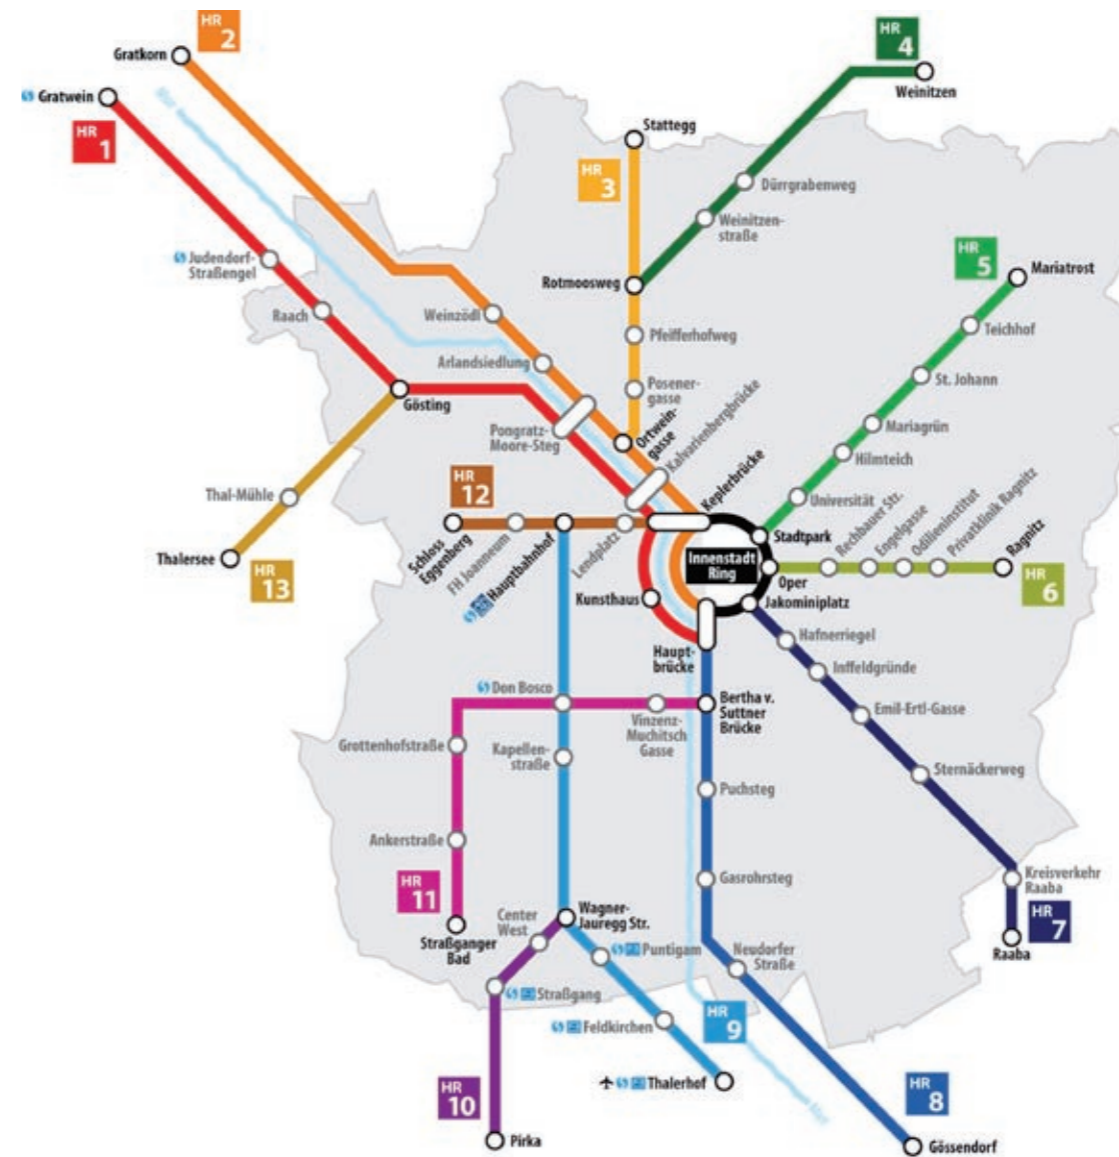 HR
2
Gratkorn
HR
4
Weinitzen
Gratwein
HR
1
Mur
Stattegg
HR
3
Dürrgrabenweg
Weinitzen-
straße
HR
5
Mariatrost
Judendorf-
Straßengel
Rotmoosweg
Raach
Weinzödl
Pfeifferhofweg
Teichhof
Arlandsiedlung
St. Johann
Gösting
Posener-
gasse
Pongratz-
Moore-Steg
Ortwein-
gasse
Kalvarienbergbrücke
Mariagrün
Hilmteich
Keplerbrücke
HR
12
Thal-Mühle
Universität
Rechbauer Str.
Engelgasse
Odilieninstitut
Privatklinik Ragnitz
Ragnitz
Schloss
Eggenberg
FH Joanneum
Hauptbahnhof
Lendplatz
Stadtpark
Thalersee
HR
13
Innenstadt
Ring
Oper
HR
6
Kunsthaus
Jakominiplatz
Hafnerriegel
Haupt-
brücke
Inffeldgründe
Don Bosco
Bertha v.
Suttner
Brücke
Vinzenz-
Muchitsch
Gasse
Emil-Ertl-Gasse
Grottenhofstraße
Kapellen-
straße
Sternäckerweg
Puchsteg
Ankerstraße
Gasrohrsteg
Kreisverkehr
Raaba
HR
11
HR
7
Straßganger
Bad
Center
West
Wagner-
Jauregg Str.
Raaba
Puntigam
Neudorfer
Straße
Straßgang
Feldkirchen
HR
9
Thalerhof
HR
10
Mur
HR
8
Pirka
Gössendorf